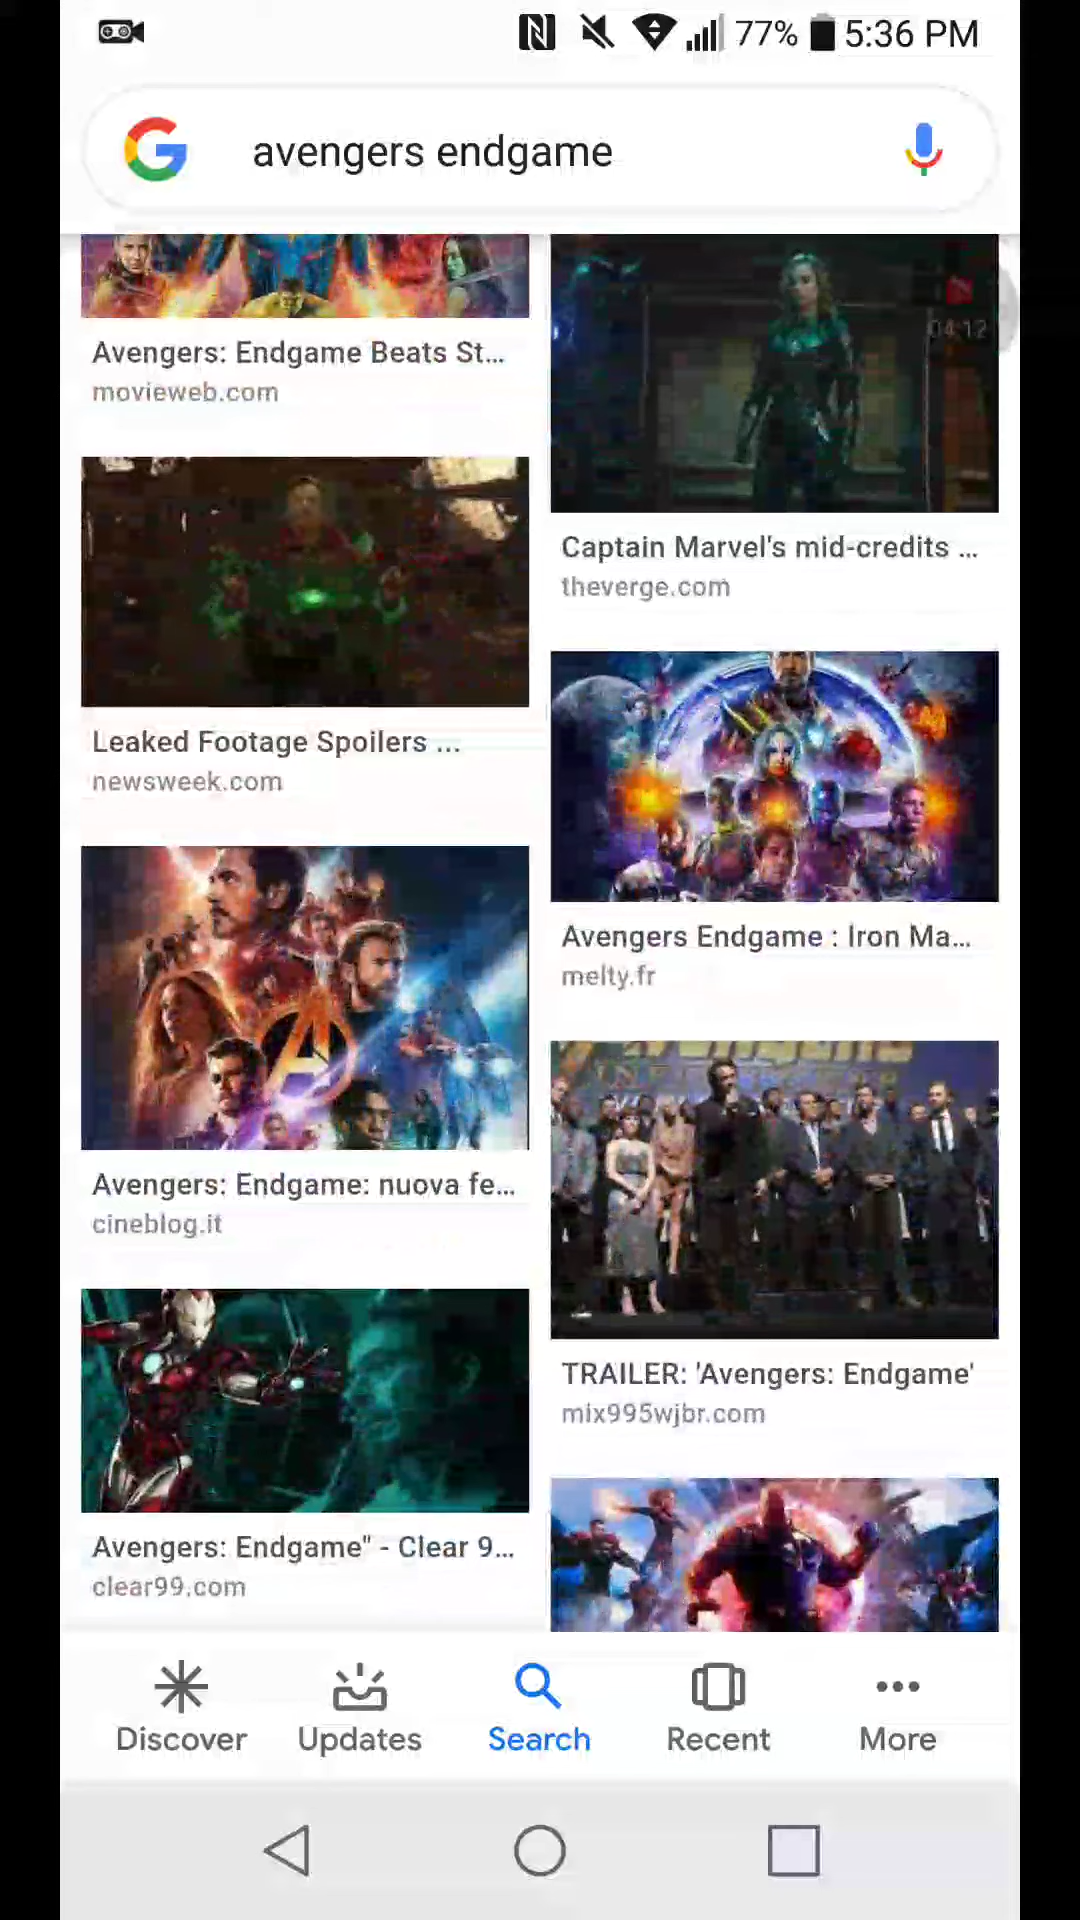 77% 5:36 PM
avengers endgame
04:12
Avengers: Endgame Beats St...
movieweb.com
Captain Marvel's mid-credits ...
theverge.com
Leaked Footage Spoilers ...
newsweek.com
Avengers Endgame : Iron Ma...
melty.fr
Avengers: Endgame: nuova fe...
cineblog.it
TRAILER: 'Avengers: Endgame'
mix995wjbr.com
Avengers: Endgame" - Clear 9...
clear99.com
Discover
Updates
Search
Recent
More